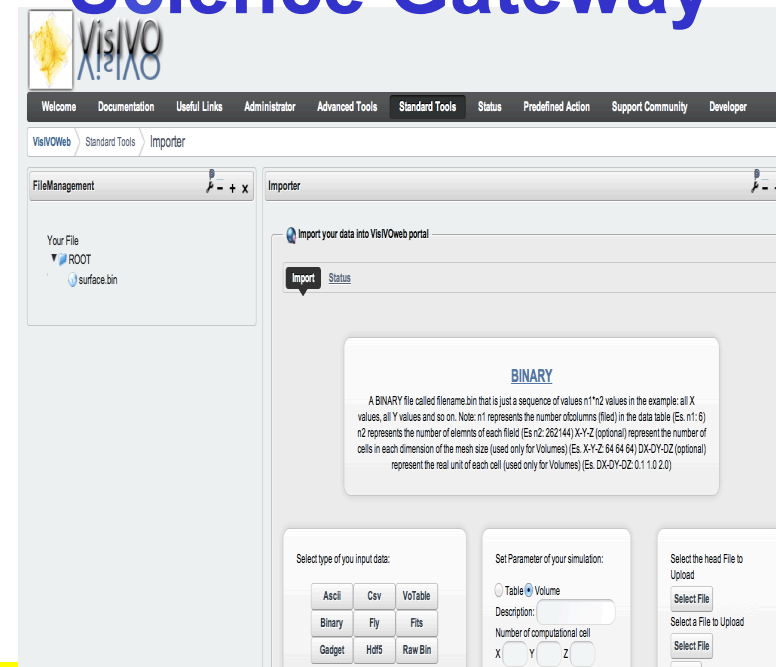 Science Gateway
VisIVO
Welcome Documentation Useful Links Administrator Advanced Tools Standard Tools Status Predefined Action Support Community Developer
VisIVOWeb Standard Tools Importer
FileManagement - + x
Importer -
Your File
ROOT
surface.bin
Import your data into VisIVOweb portal
Import Status
BINARY
A BINARY file called filename.bin that is just a sequence of values n1*n2 values in the example: all X
values, all Y values and so on. Note: n1 represents the number ofcolumns (filed) in the data table (Es. n1: 6)
n2 represents the number of elemnts of each fileld (Es n2: 262144) X-Y-Z (optional) represent the number of
cells in each dimension of the mesh size (used only for Volumes) (Es. X-Y-Z: 64 64 64) DX-DY-DZ (optional)
represent the real unit of each cell (used only for Volumes) (Es. DX-DY-DZ: 0.1 1.0 2.0)
Select type of you input data:
Ascii Csv VoTable
Binary Fly Fits
Gadget Hdf5 Raw Bin
Set Parameter of your simulation:
Table Volume
Description:
Number of computational cell
X Y Z
Select the head File to
Upload
Select File
Select a File to Upload
Select File